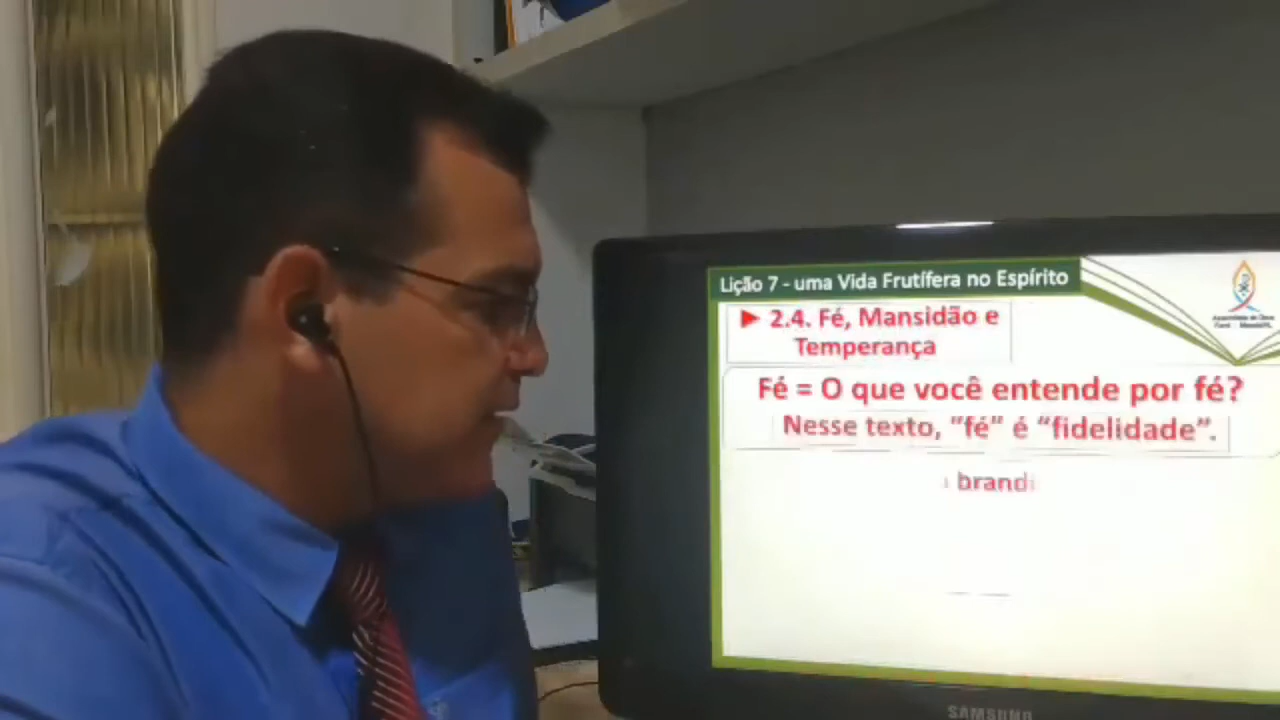 Lição 7 - uma Vida Frutífera no Espírito
► 2.4. Fé, Mansidão e
Temperança
Fé = O que você entende por fé?
Nesse texto, “fé” é “fidelidade”.
brand
SAMSUNG